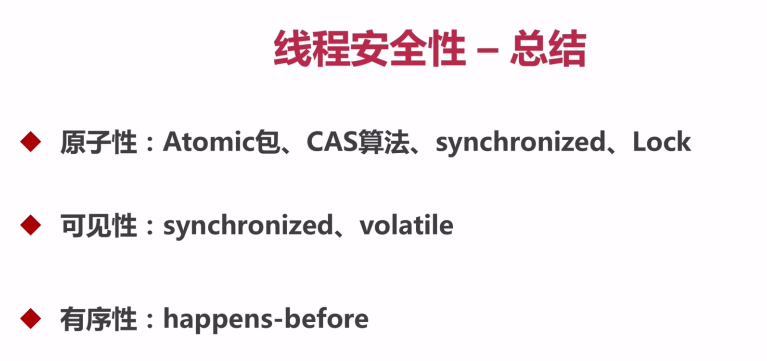 线程安全性 – 总结
原子性：Atomic包、CAS算法、synchronized、Lock
可见性：synchronized、volatile
有序性：happens-before